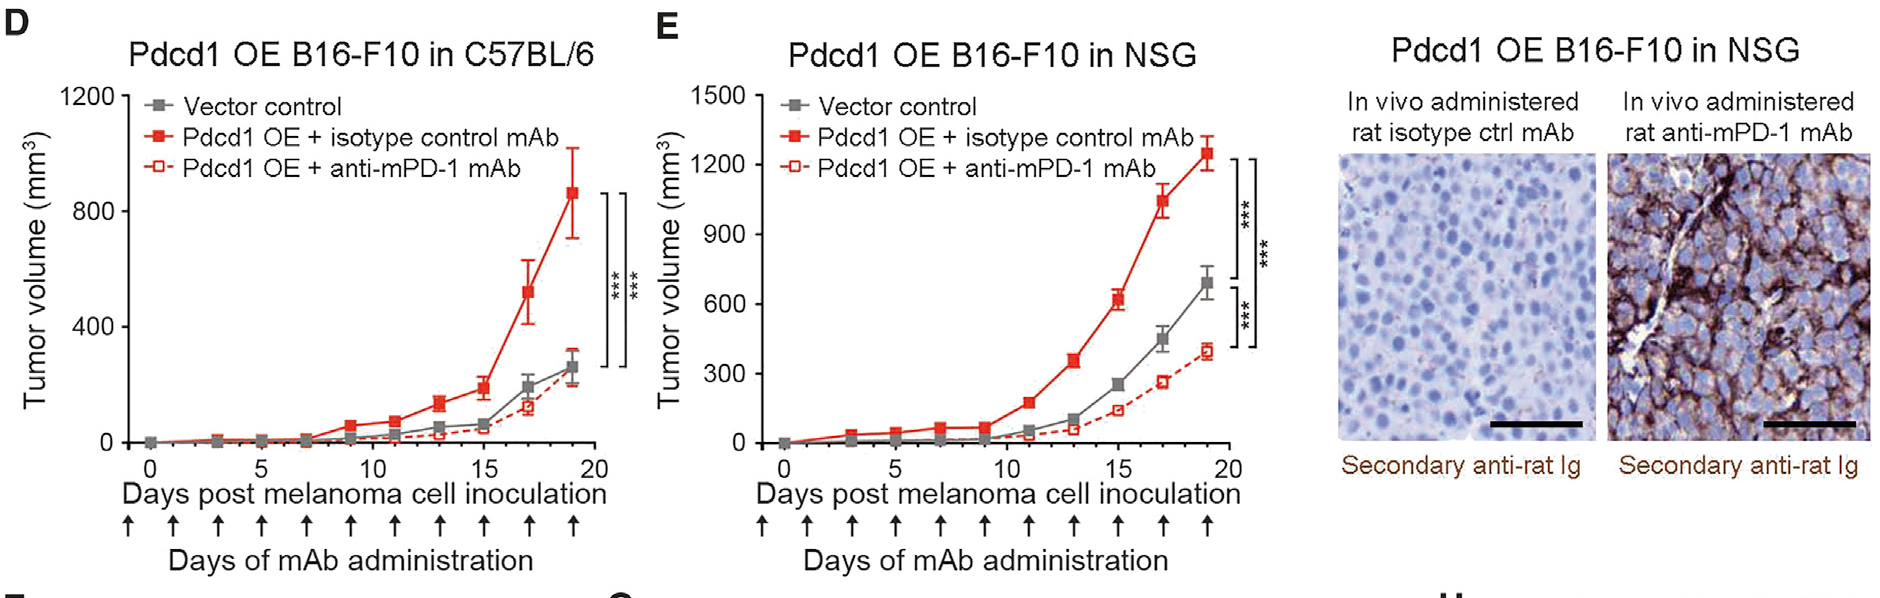 D
Pdcd1 OE B16-F10 in C57BL/6
Vector control
Pdcd1 OE + isotype control mAb
Pdcd1 OE + anti-mPD-1 mAb
Tumor volume (mm³)
1200
800
400
0
***
***
0 5 10 15 20
Days post melanoma cell inoculation
Days of mAb administration
E
Pdcd1 OE B16-F10 in NSG
Vector control
Pdcd1 OE + isotype control mAb
Pdcd1 OE + anti-mPD-1 mAb
Tumor volume (mm³)
1500
1200
900
600
300
0
***
***
***
0 5 10 15 20
Days post melanoma cell inoculation
Days of mAb administration
Pdcd1 OE B16-F10 in NSG
In vivo administered
rat isotype ctrl mAb
In vivo administered
rat anti-mPD-1 mAb
Secondary anti-rat Ig
Secondary anti-rat Ig